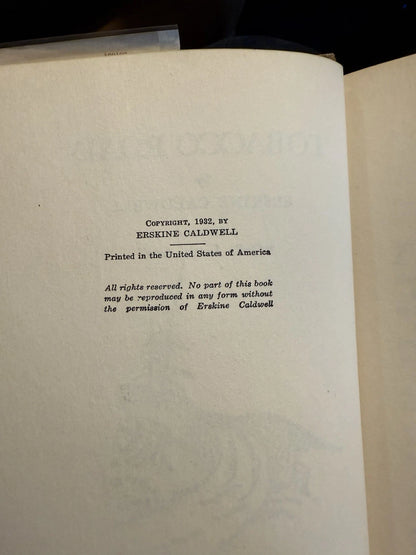 COPYRIGHT, 1932, BY
ERSKINE CALDWELL
Printed in the United States of America
All rights reserved. No part of this book
may be reproduced in any form without
the permission of Erskine Caldwell